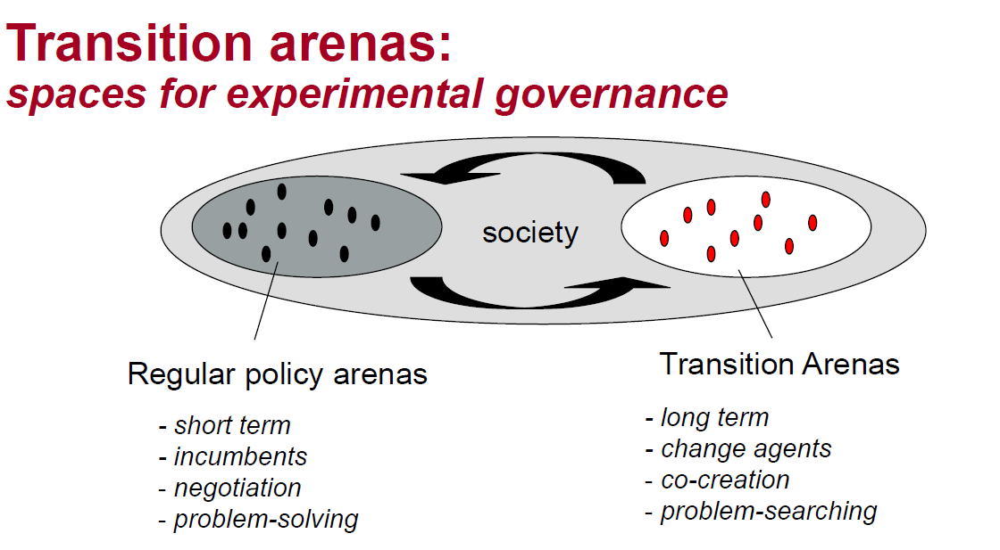 Transition arenas:
spaces for experimental governance
society
Regular policy arenas
- short term
- incumbents
- negotiation
- problem-solving
Transition Arenas
- long term
- change agents
- co-creation
- problem-searching